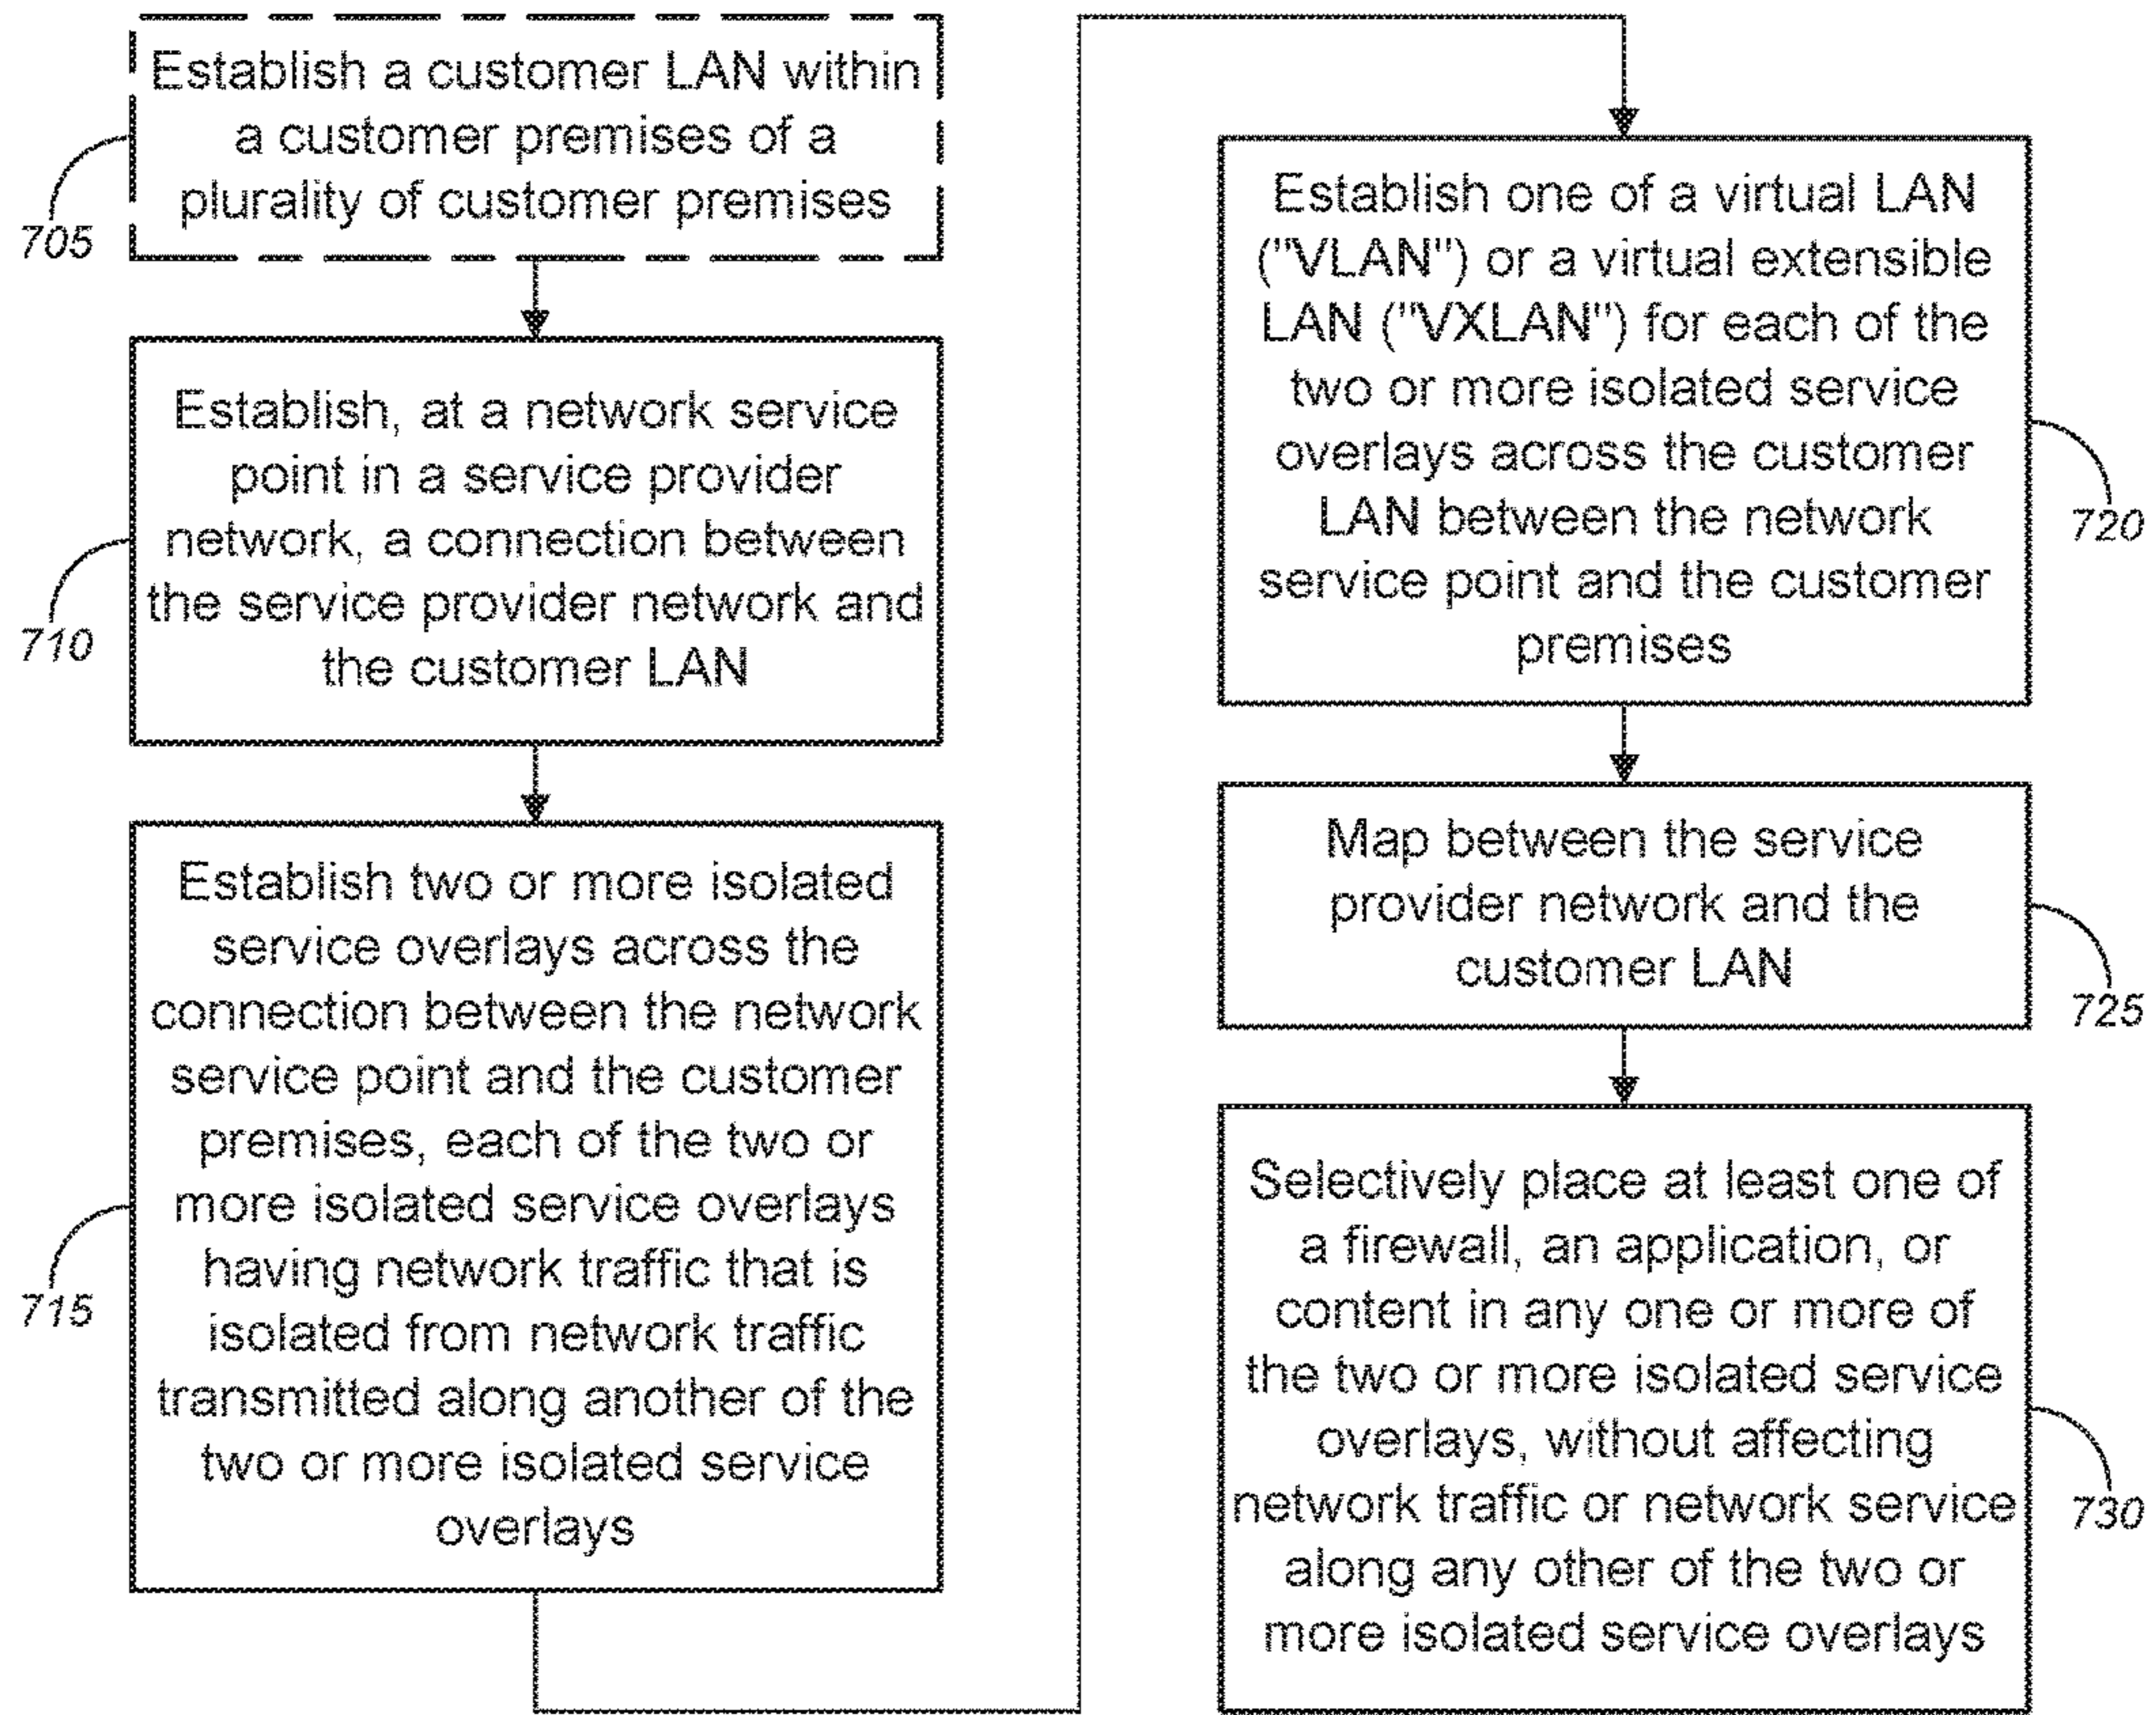 Establish a customer LAN within
a customer premises of a
plurality of customer premises
705
Establish, at a network service
point in a service provider
network, a connection between
the service provider network and
the customer LAN
710
Establish two or more isolated
service overlays across the
connection between the network
service point and the customer
premises, each of the two or
more isolated service overlays
having network traffic that is
isolated from network traffic
transmitted along another of the
two or more isolated service
overlays
715
Establish one of a virtual LAN
("VLAN") or a virtual extensible
LAN ("VXLAN") for each of the
two or more isolated service
overlays across the customer
LAN between the network
service point and the customer
premises
720
Map between the service
provider network and the
customer LAN
725
Selectively place at least one of
a firewall, an application, or
content in any one or more of
the two or more isolated service
overlays, without affecting
network traffic or network service
along any other of the two or
more isolated service overlays
730